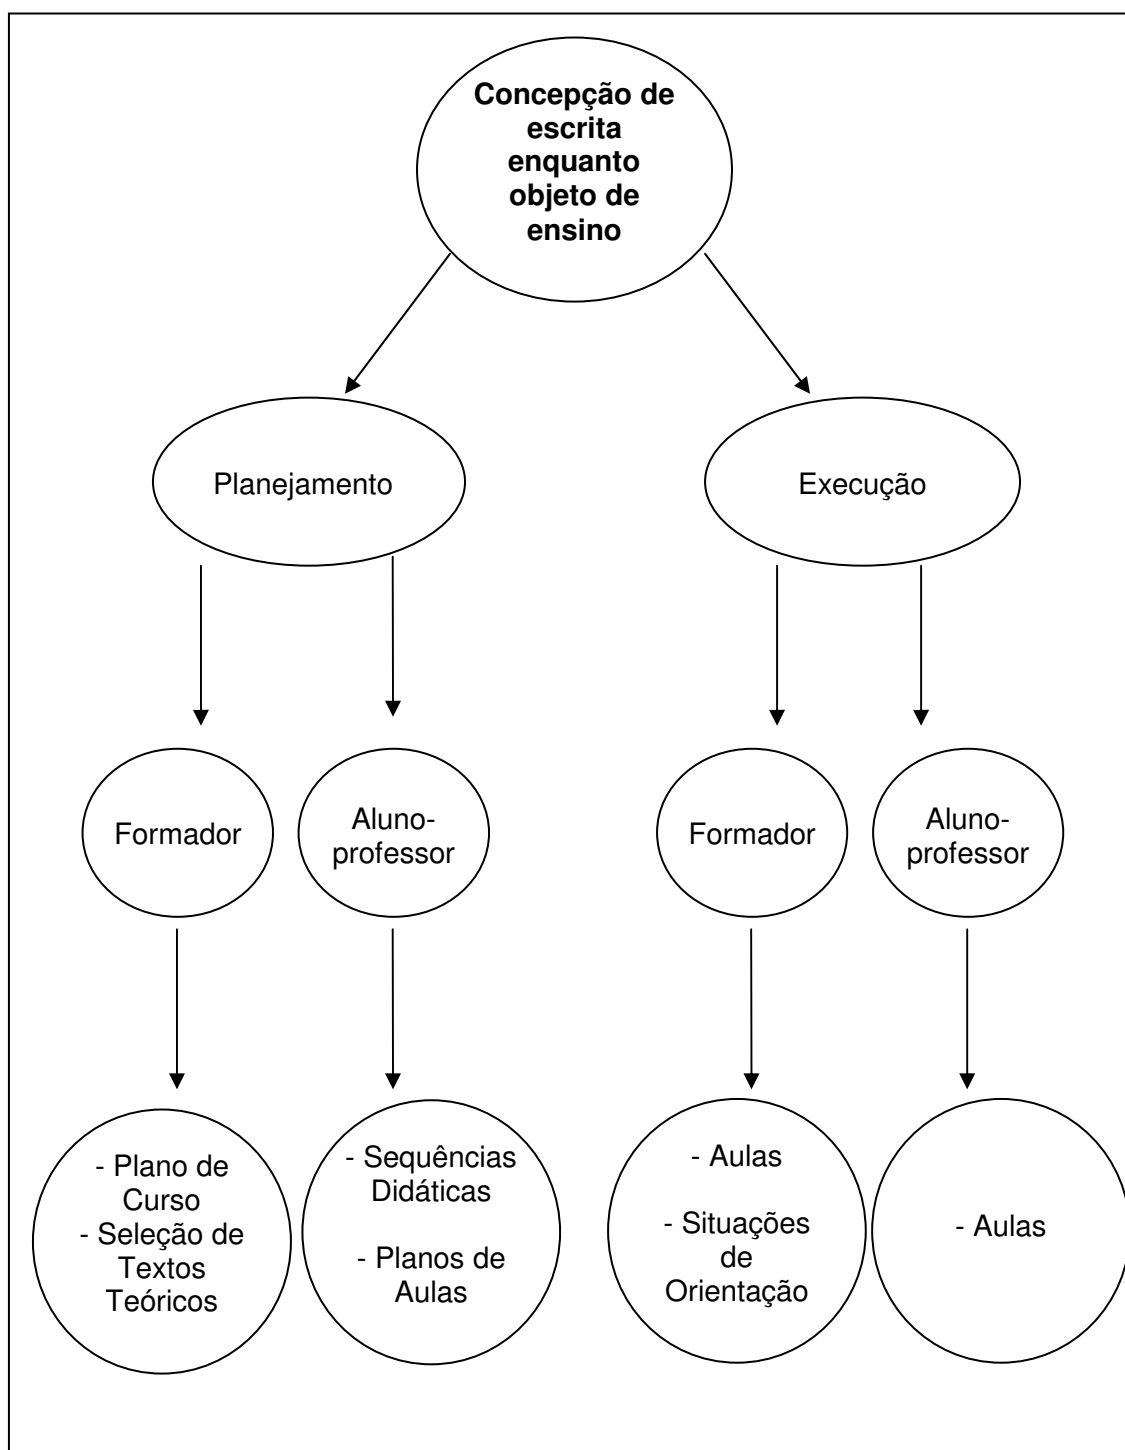 Concepção de
escrita
enquanto
objeto de
ensino
Planejamento
Execução
Formador
Aluno-
professor
Formador
Aluno-
professor
- Plano de
Curso
- Seleção de
Textos
Teóricos
- Sequências
Didáticas
- Planos de
Aulas
- Aulas
- Situações
de
Orientação
- Aulas